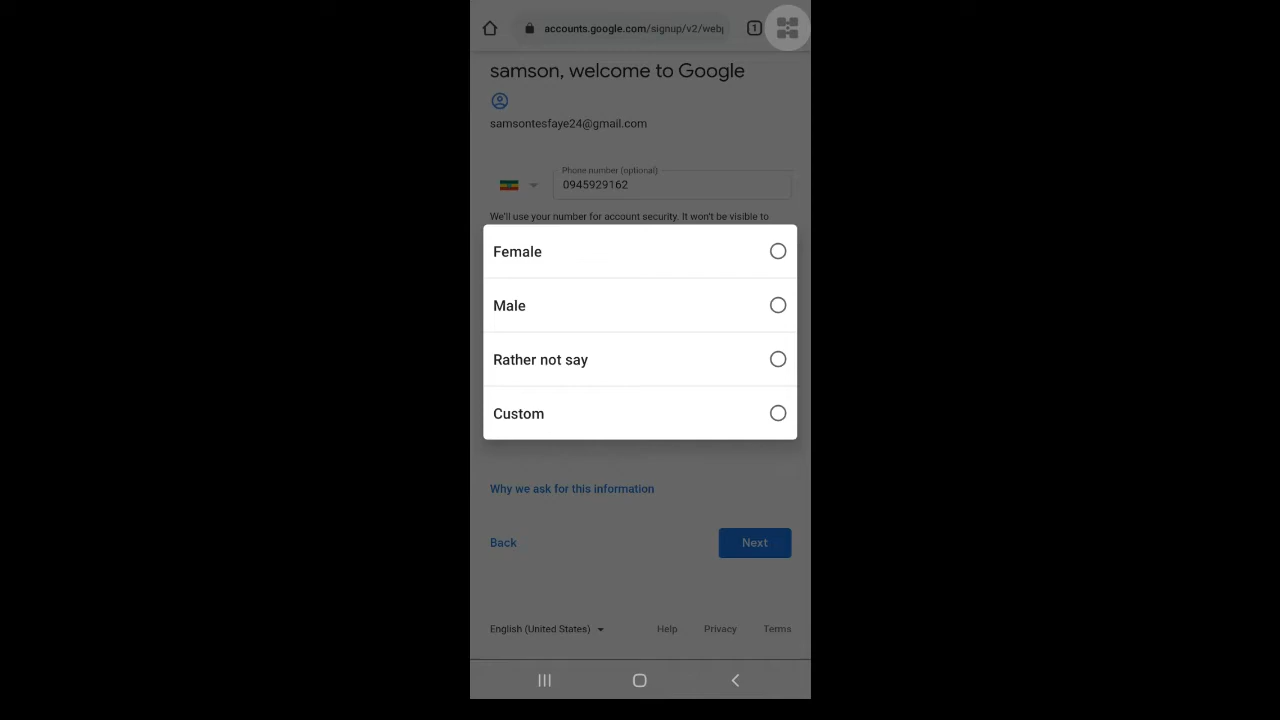 accounts.google.com/signup/v2/web
1
samson, welcome to Google
samsontesfaye24@gmail.com
Phone number (optional)
0945929162
We'll use your number for account security. It won't be visible to
Female
Male
Rather not say
Custom
Why we ask for this information
Back
Next
English (United States)
Help
Privacy
Terms